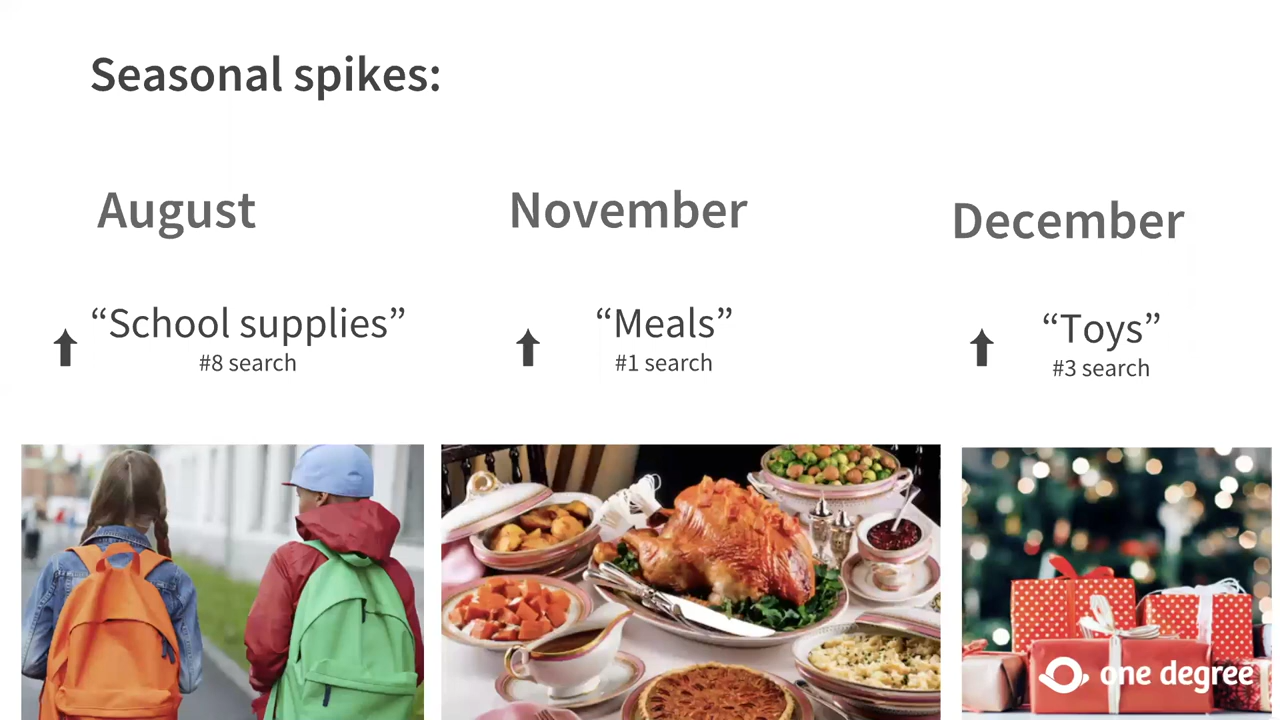 Seasonal spikes:
August
November
December
“School supplies”
#8 search
“Meals”
#1 search
“Toys”
#3 search
one degree